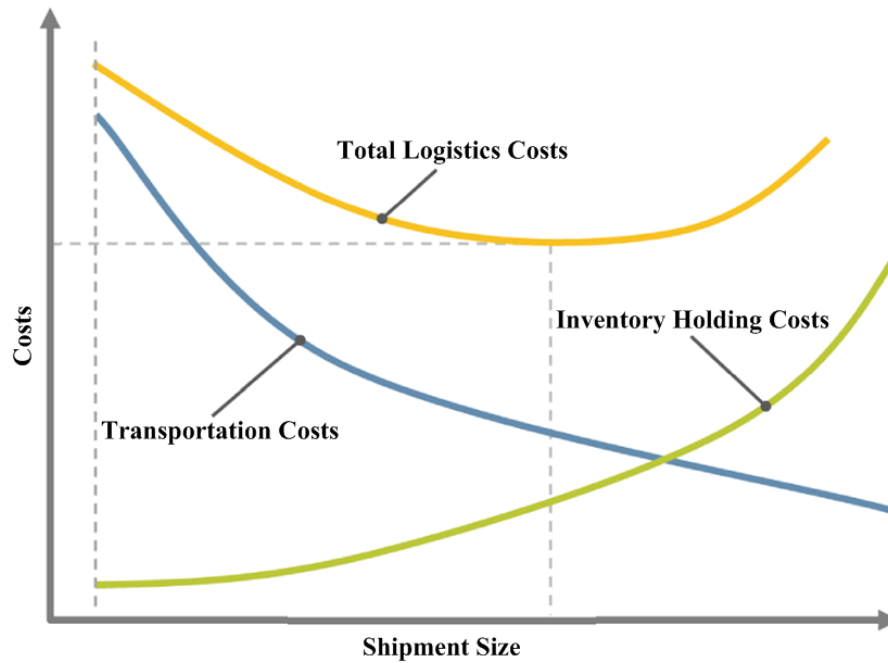 Total Logistics Costs
Inventory Holding Costs
Costs
Transportation Costs
Shipment Size